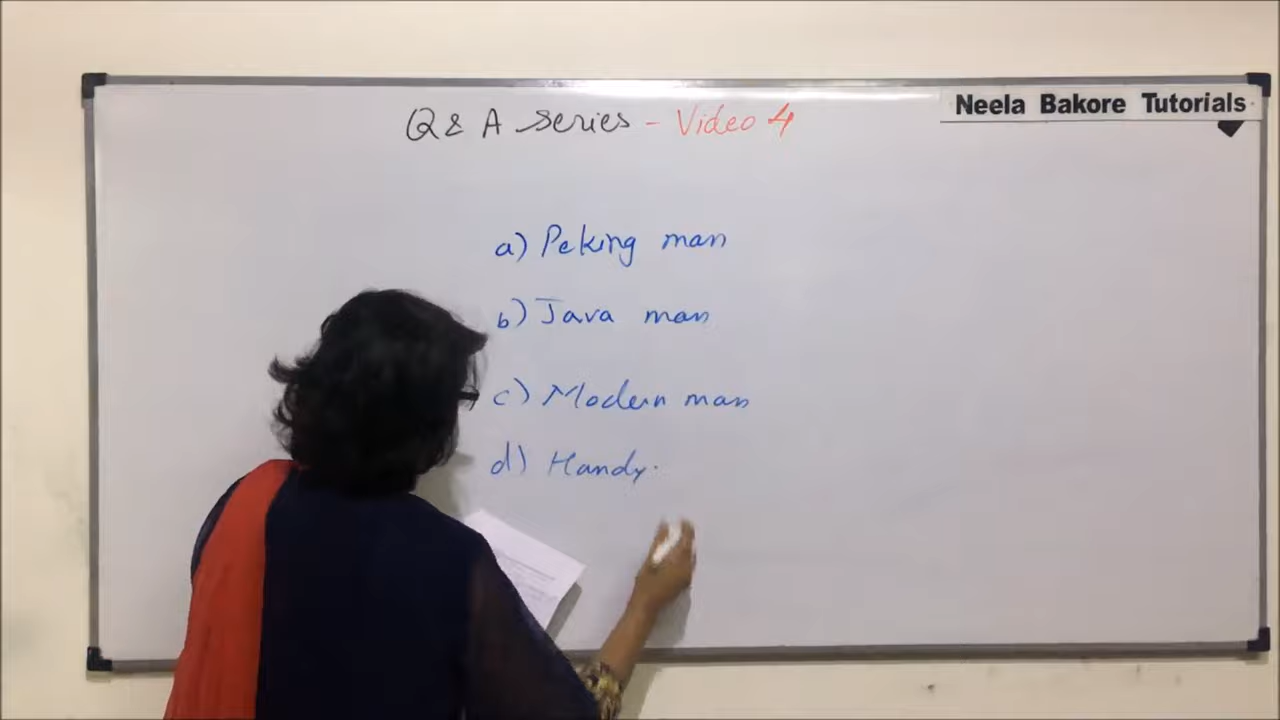 Q & A Series - Video 4
Neela Bakore Tutorials
a) Peking man
b) Java man
c) Modern man
d) Handy